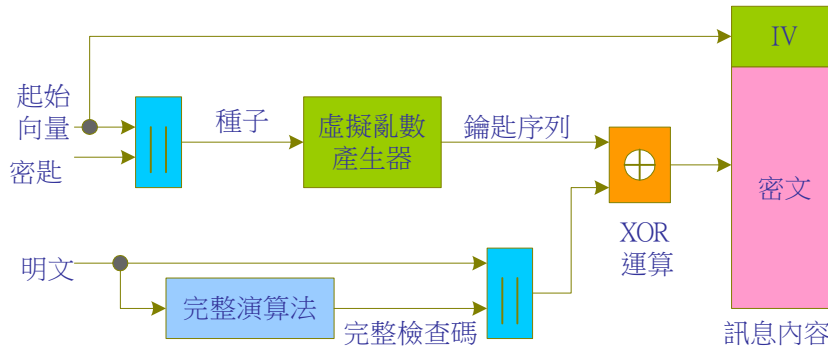 IV
起始
向量
種子
虛擬亂數
產生器
鑰匙序列
密匙
密文
XOR
運算
明文
完整演算法
完整檢查碼
訊息內容